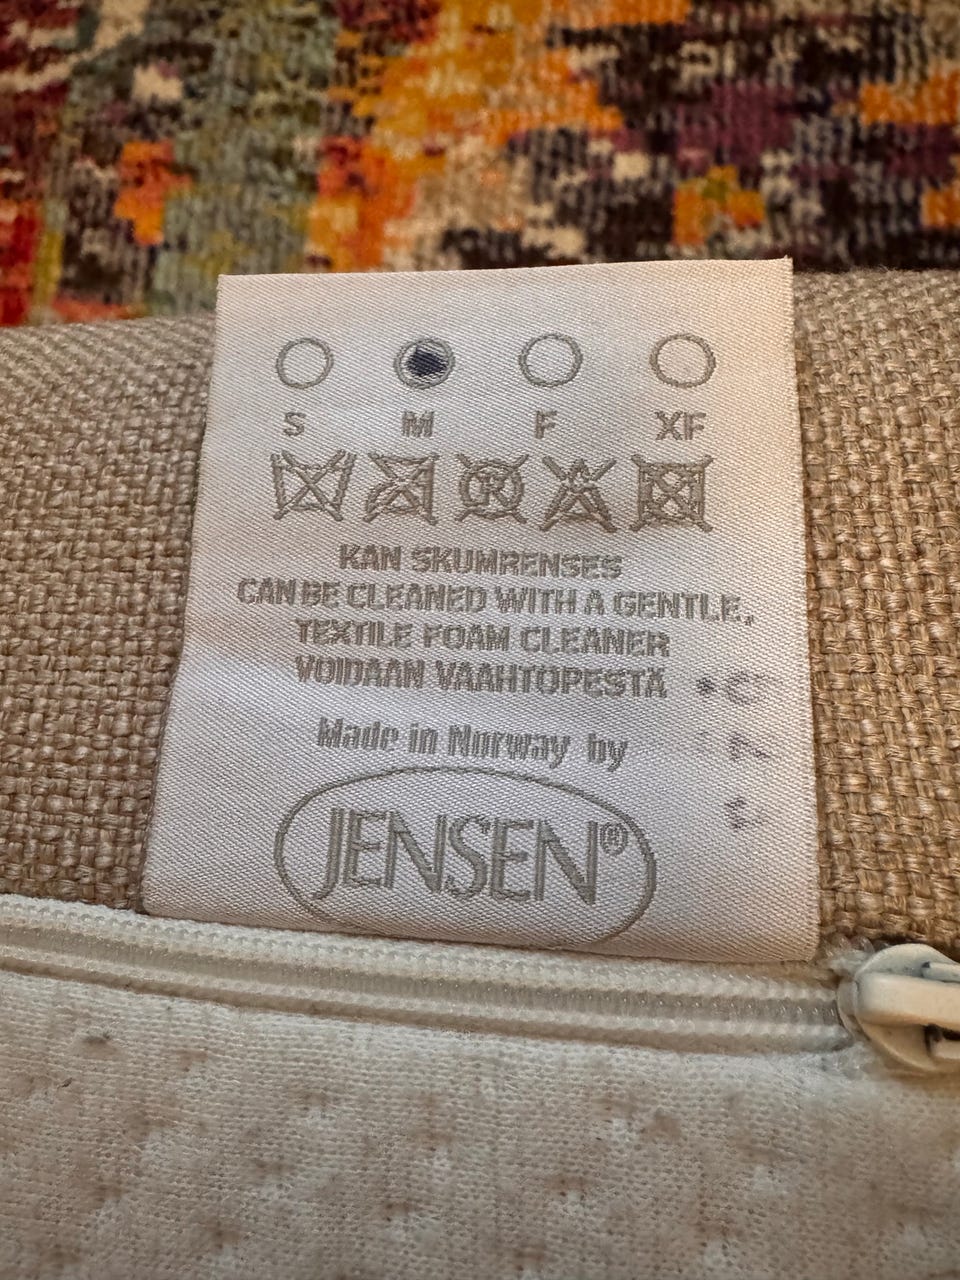 S M F XF
KAN SKUMRENSES
CAN BE CLEANED WITH A GENTLE,
TEXTILE FOAM CLEANER
VOIDAAN VAAHTOPESTÄ
Made in Norway by
JENSEN®